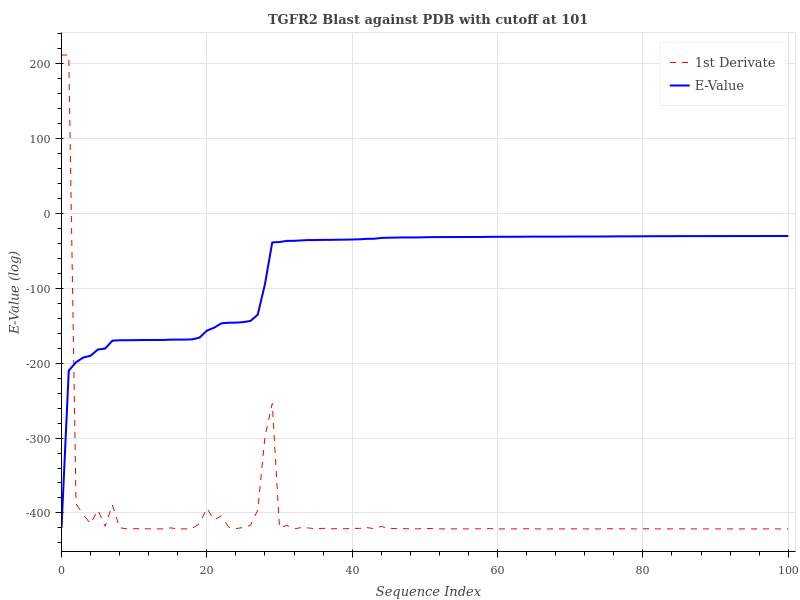 TGFR2 Blast against PDB with cutoff at 101
1st Derivate
E-Value
E-Value (log)
200
100
0
-100
-200
-300
-400
0 20 40 60 80 100
Sequence Index